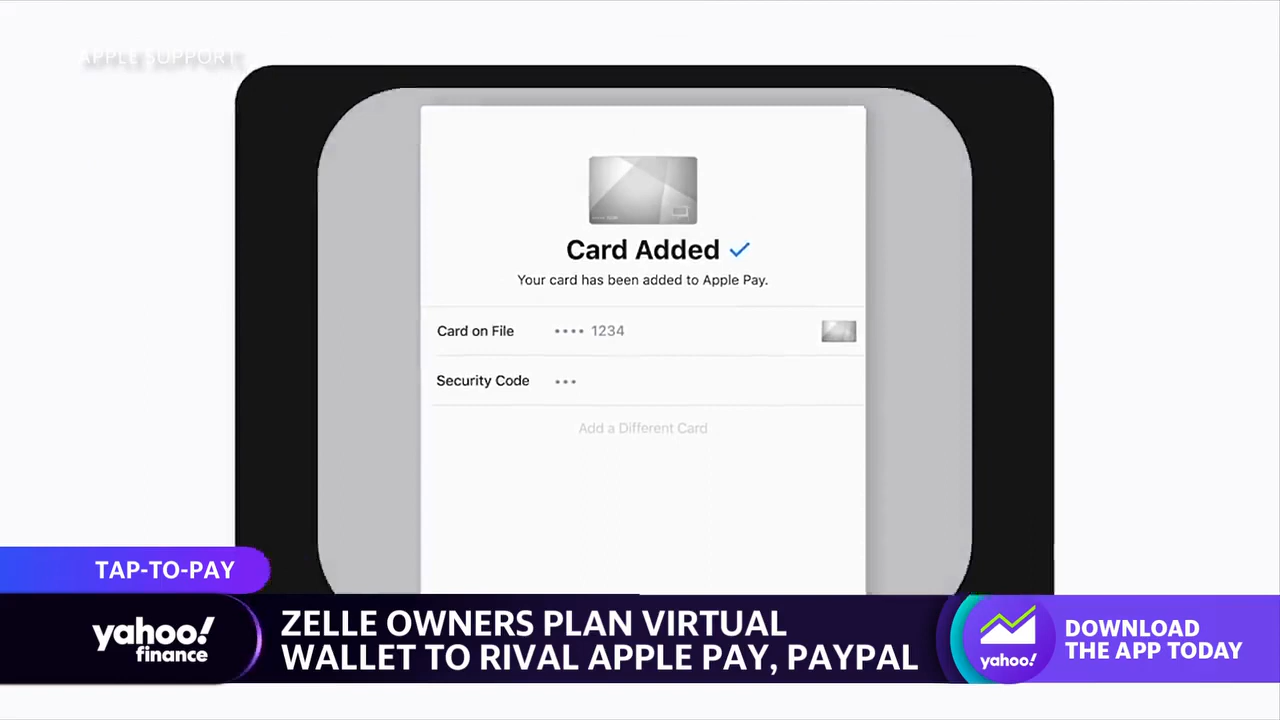 APPLE SUPPORT
Card Added
Your card has been added to Apple Pay.
Card on File •••• 1234
Security Code •••
Add a Different Card
TAP-TO-PAY
yahoo!
finance
ZELLE OWNERS PLAN VIRTUAL
WALLET TO RIVAL APPLE PAY, PAYPAL
yahoo!
DOWNLOAD
THE APP TODAY